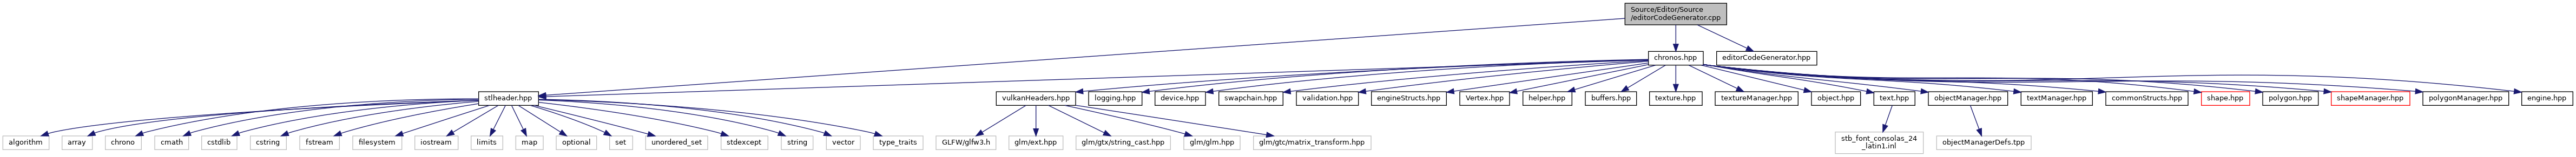 Source/Editor/Source
/editorCodeGenerator.cpp
chronos.hpp
editorCodeGenerator.hpp
stlheader.hpp
vulkanHeaders.hpp
logging.hpp
device.hpp
swapchain.hpp
validation.hpp
engineStructs.hpp
Vertex.hpp
helper.hpp
buffers.hpp
texture.hpp
textureManager.hpp
object.hpp
text.hpp
objectManager.hpp
textManager.hpp
commonStructs.hpp
shape.hpp
polygon.hpp
shapeManager.hpp
polygonManager.hpp
engine.hpp
algorithm
array
chrono
cmath
cstdlib
cstring
fstream
filesystem
iostream
limits
map
optional
set
unordered_set
stdexcept
string
vector
type_traits
GLFW/glfw3.h
glm/ext.hpp
glm/gtx/string_cast.hpp
glm/glm.hpp
glm/gtc/matrix_transform.hpp
stb_font_consolas_24
_latin1.inl
objectManagerDefs.tpp